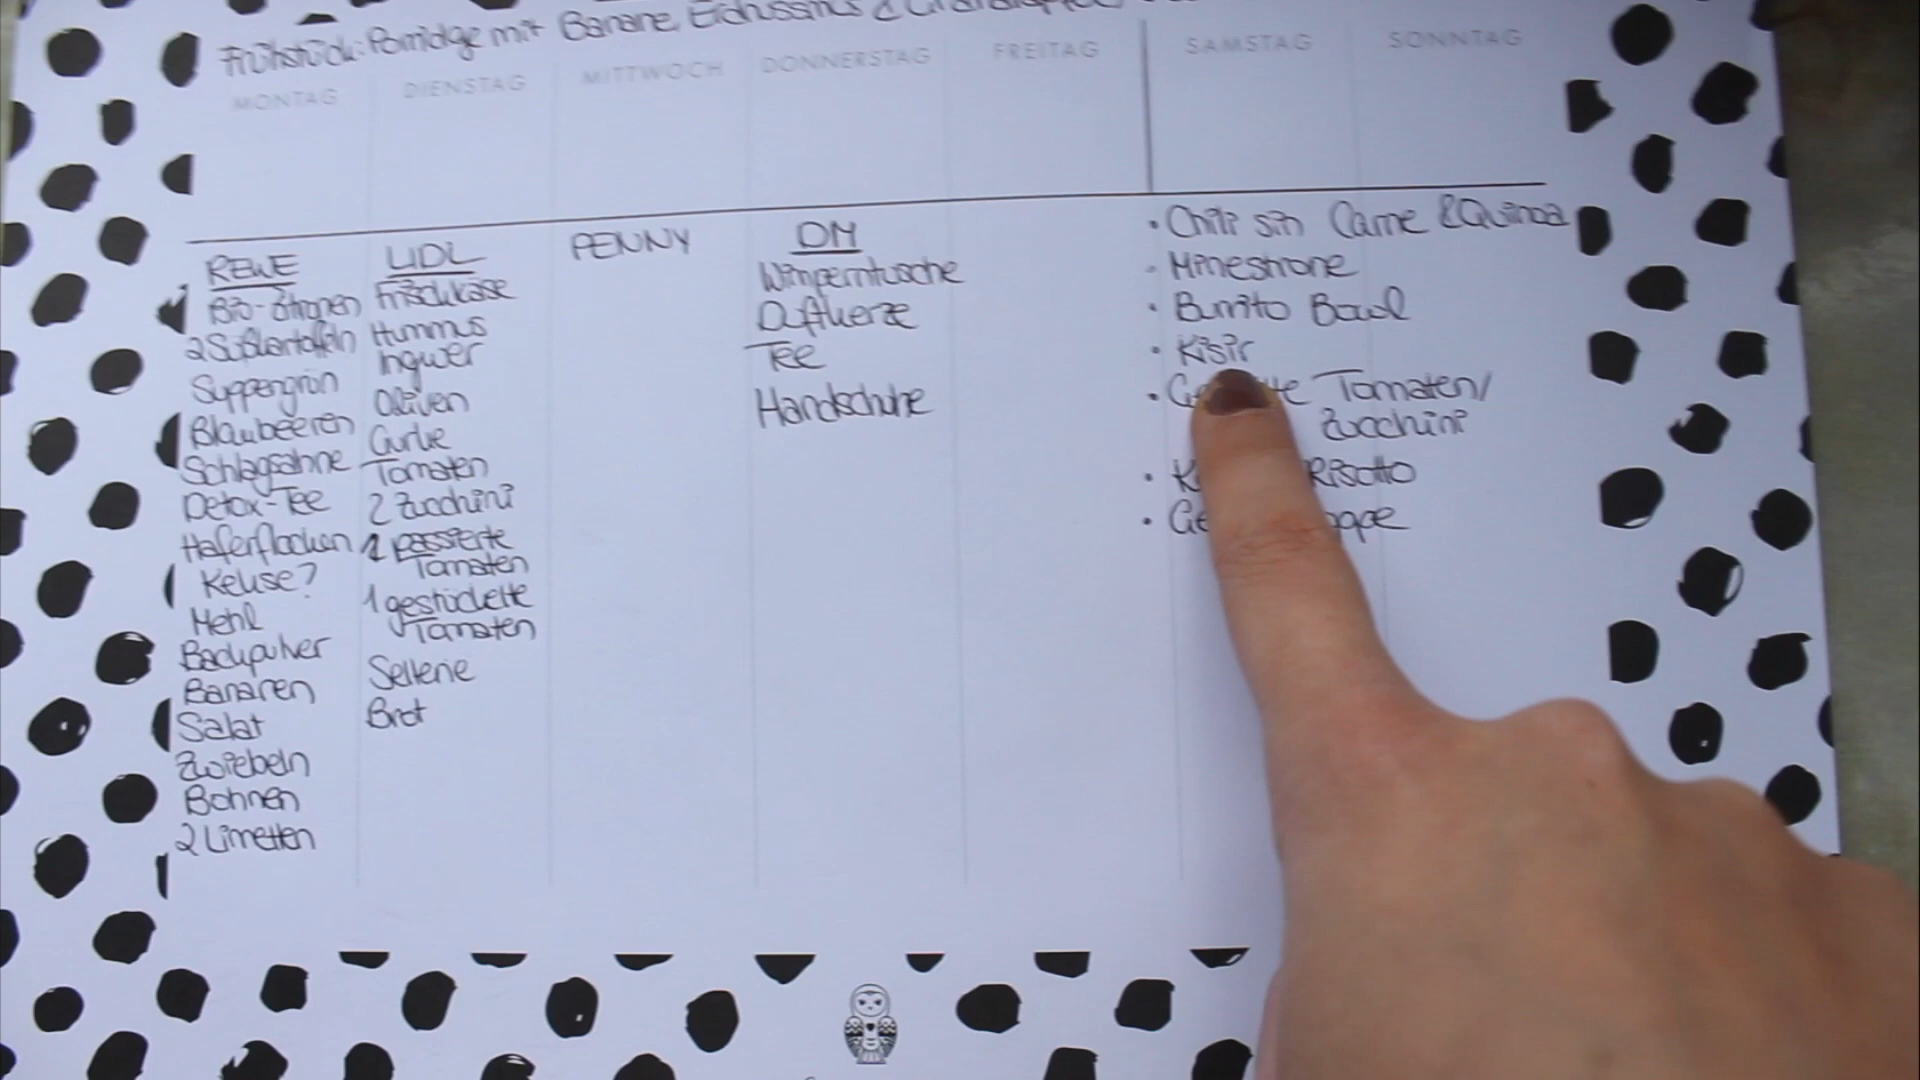 Frühstück: Porridge mit Banane,
MONTAG
DIENSTAG
MITTWOCH
DONNERSTAG
FREITAG
SAMSTAG
SONNTAG
REWE
Bio-Zitronen
2 Süßkartoffeln
Suppengrün
Blaubeeren
Schlagsahne
Detox-Tee
Haferflocken
Kekse?
Mehl
Backpulver
Bananen
Salat
Zwiebeln
Bohnen
2 Limetten
LIDL
Frischkäse
Hummus
Ingwer
Oliven
Gurke
Tomaten
2 Zucchini
1 passierte
Tomaten
1 gestückelte
Tomaten
Sellerie
Brot
PENNY
DM
Wimperntusche
Duftkerze
Tee
Handschuhe
• Chili sin Carne & Quinoa
• Minestrone
• Burrito Bowl
• Kisir
• Tomaten/
Zucchini
• Risotto
•